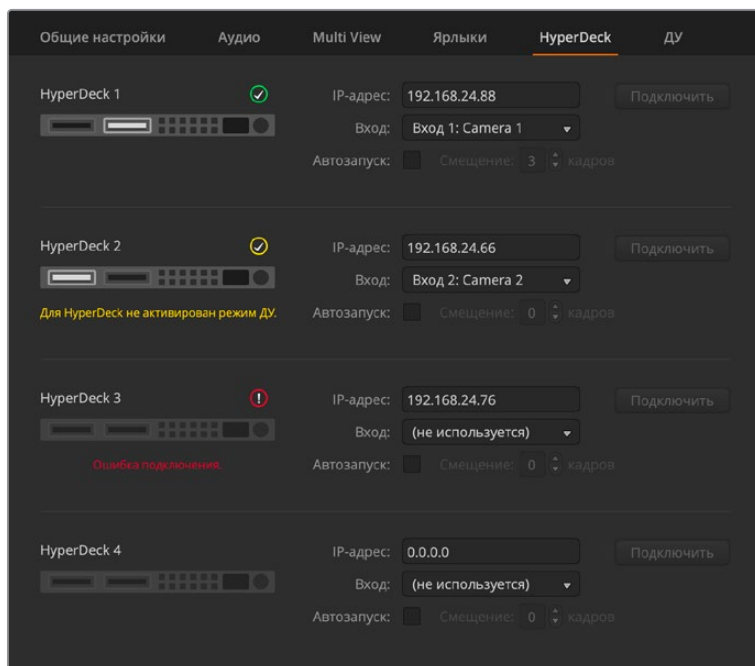 Общие настройки Аудио Multi View Ярлыки HyperDeck ДУ
HyperDeck 1 IP-адрес: 192.168.24.88 Подключить
Вход: Вход 1: Camera 1
Автозапуск: Смещение: 3 кадров
HyperDeck 2 IP-адрес: 192.168.24.66 Подключить
Вход: Вход 2: Camera 2
Для HyperDeck не активирован режим ДУ. Автозапуск: Смещение: 0 кадров
HyperDeck 3 IP-адрес: 192.168.24.76 Подключить
Вход: (не используется)
Ошибка подключения. Автозапуск: Смещение: 0 кадров
HyperDeck 4 IP-адрес: 0.0.0.0 Подключить
Вход: (не используется)
Автозапуск: Смещение: 0 кадров